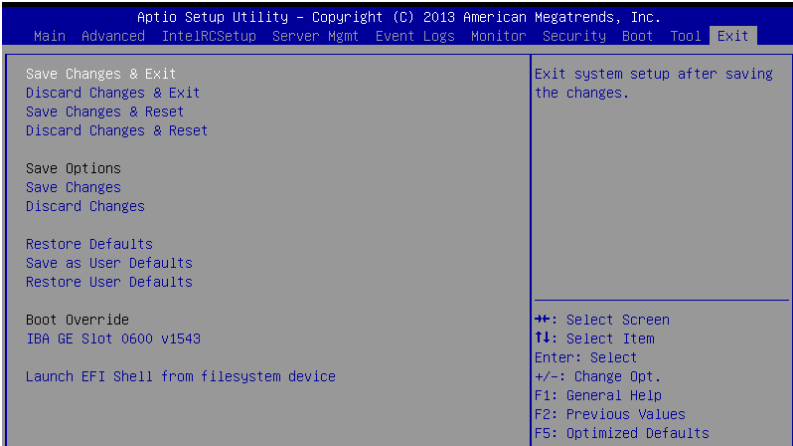 Aptio Setup Utility – Copyright (C) 2013 American Megatrends, Inc.
Main Advanced IntelRCSetup Server Mgmt Event Logs Monitor Security Boot Tool Exit
Save Changes & Exit
Discard Changes & Exit
Save Changes & Reset
Discard Changes & Reset
Save Options
Save Changes
Discard Changes
Restore Defaults
Save as User Defaults
Restore User Defaults
Boot Override
IBA GE Slot 0600 v1543
Launch EFI Shell from filesystem device
Exit system setup after saving
the changes.
→←: Select Screen
↑↓: Select Item
Enter: Select
+/-: Change Opt.
F1: General Help
F2: Previous Values
F5: Optimized Defaults